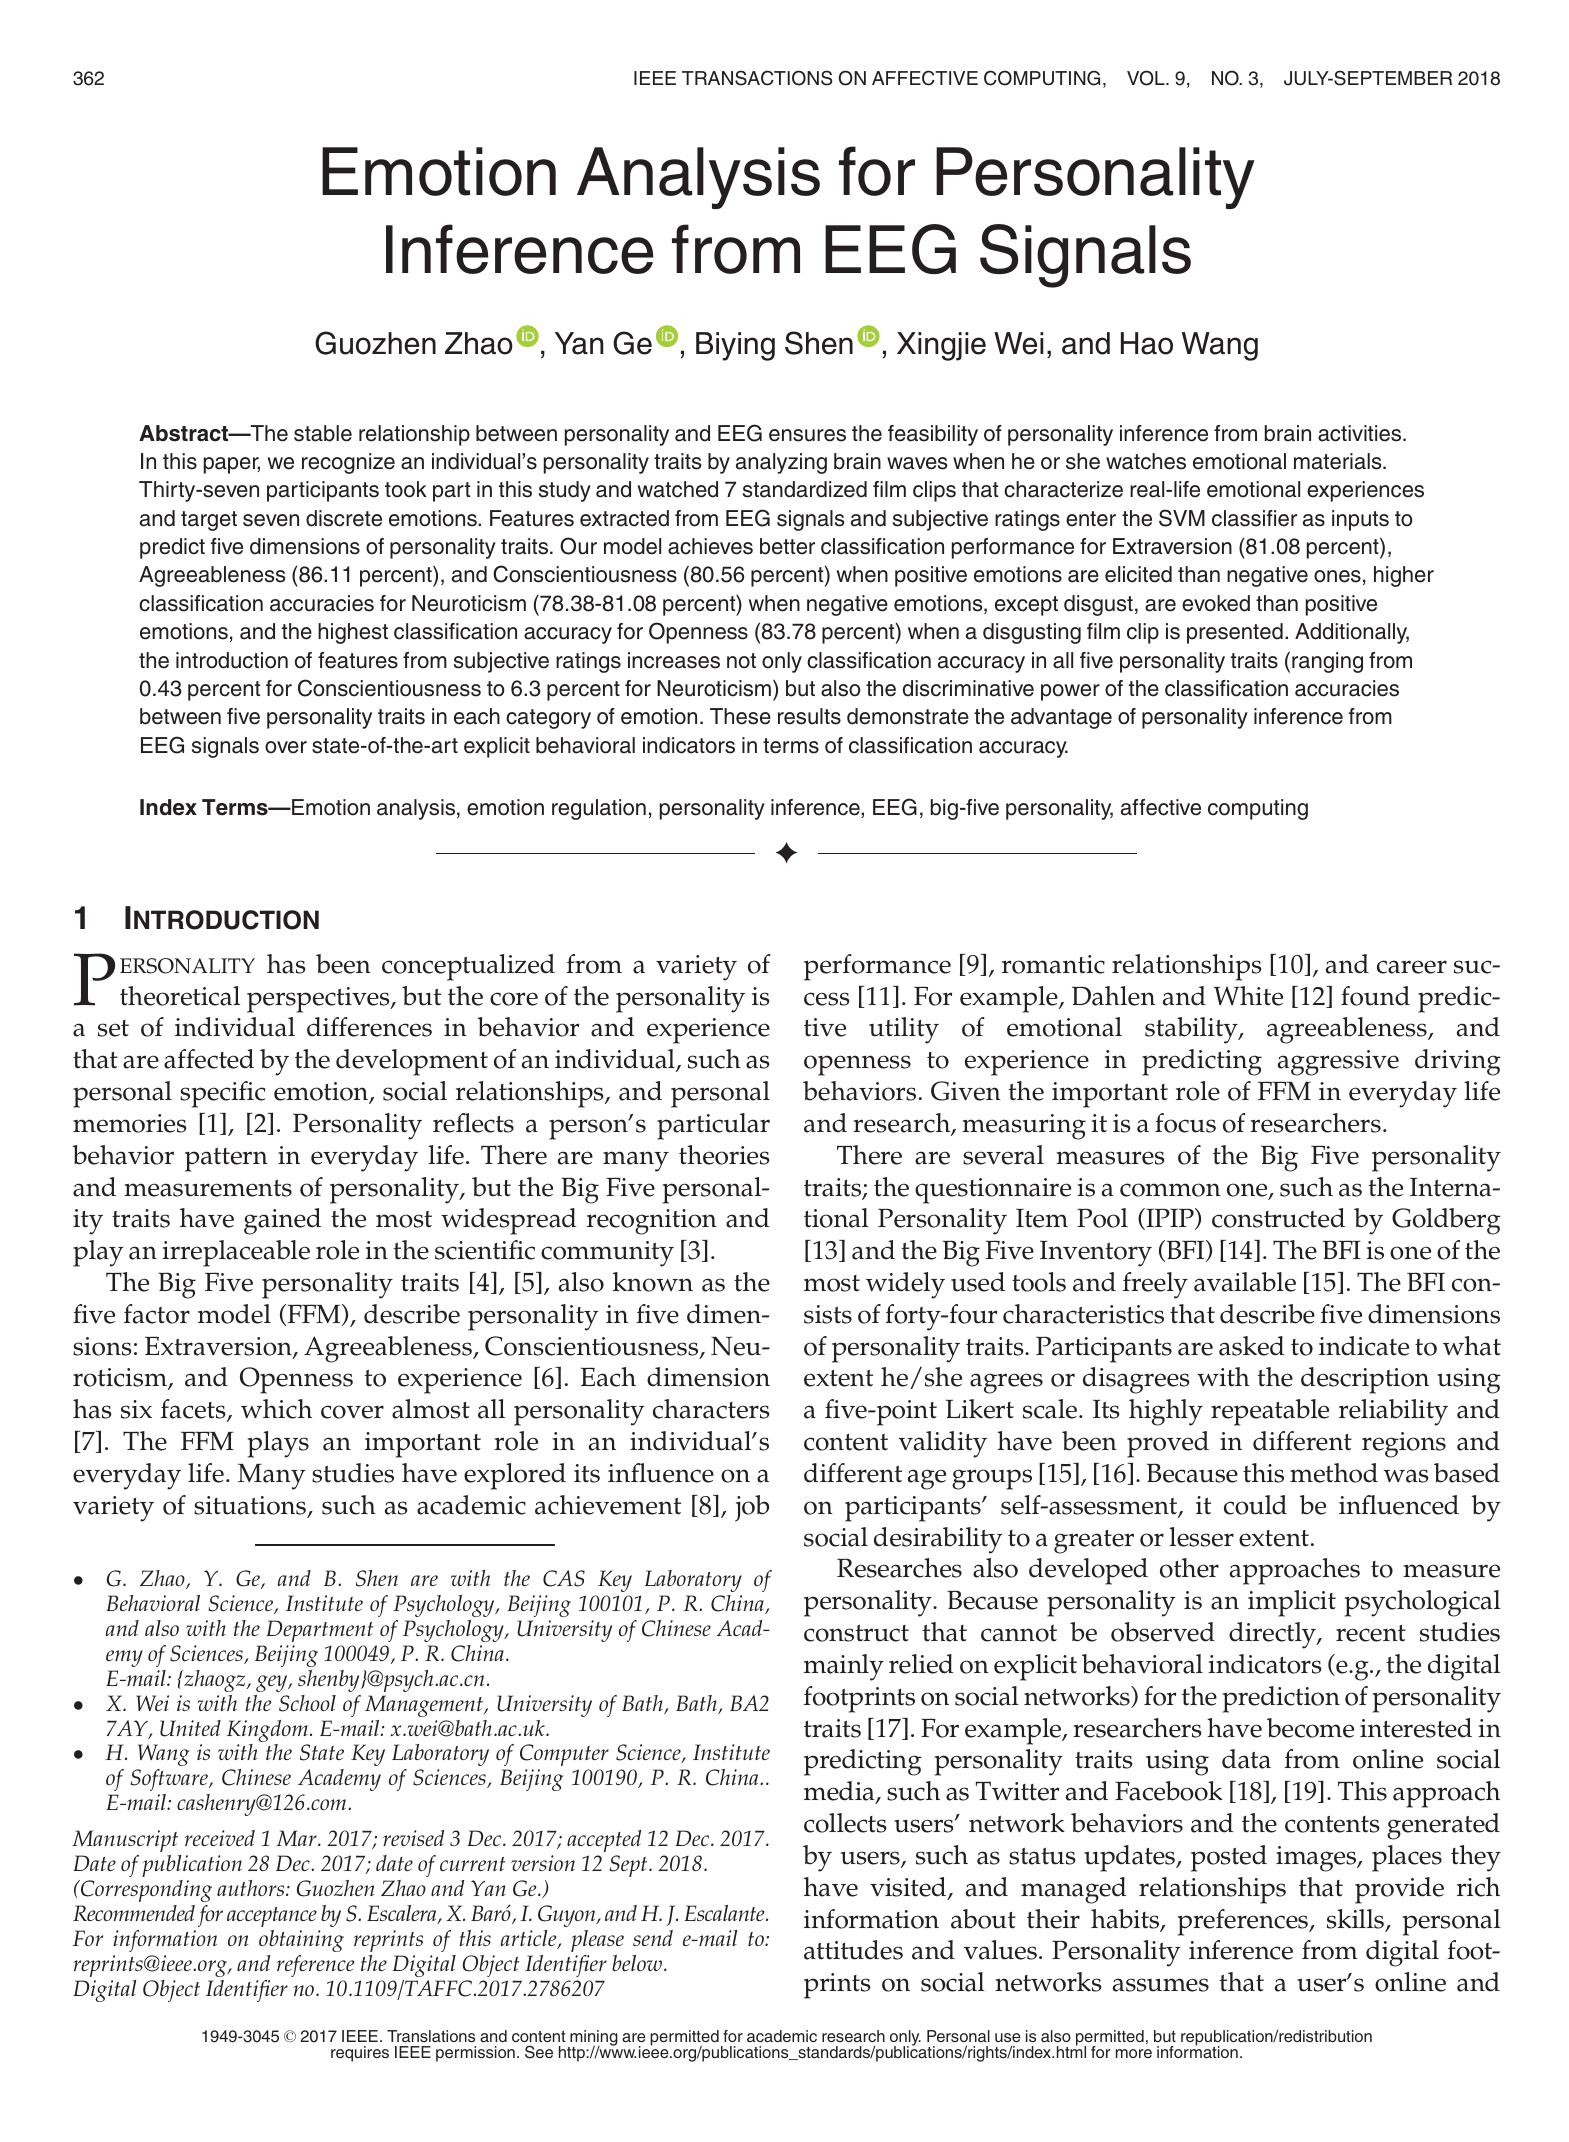 362
IEEE TRANSACTIONS ON AFFECTIVE COMPUTING, VOL. 9, NO. 3, JULY-SEPTEMBER 2018
Emotion Analysis for Personality
Inference from EEG Signals
Guozhen Zhao iD, Yan Ge iD, Biying Shen iD, Xingjie Wei, and Hao Wang
Abstract—The stable relationship between personality and EEG ensures the feasibility of personality inference from brain activities.
In this paper, we recognize an individual's personality traits by analyzing brain waves when he or she watches emotional materials.
Thirty-seven participants took part in this study and watched 7 standardized film clips that characterize real-life emotional experiences
and target seven discrete emotions. Features extracted from EEG signals and subjective ratings enter the SVM classifier as inputs to
predict five dimensions of personality traits. Our model achieves better classification performance for Extraversion (81.08 percent),
Agreeableness (86.11 percent), and Conscientiousness (80.56 percent) when positive emotions are elicited than negative ones, higher
classification accuracies for Neuroticism (78.38-81.08 percent) when negative emotions, except disgust, are evoked than positive
emotions, and the highest classification accuracy for Openness (83.78 percent) when a disgusting film clip is presented. Additionally,
the introduction of features from subjective ratings increases not only classification accuracy in all five personality traits (ranging from
0.43 percent for Conscientiousness to 6.3 percent for Neuroticism) but also the discriminative power of the classification accuracies
between five personality traits in each category of emotion. These results demonstrate the advantage of personality inference from
EEG signals over state-of-the-art explicit behavioral indicators in terms of classification accuracy.
Index Terms—Emotion analysis, emotion regulation, personality inference, EEG, big-five personality, affective computing
1 INTRODUCTION
PERSONALITY has been conceptualized from a variety of
theoretical perspectives, but the core of the personality is
a set of individual differences in behavior and experience
that are affected by the development of an individual, such as
personal specific emotion, social relationships, and personal
memories [1], [2]. Personality reflects a person's particular
behavior pattern in everyday life. There are many theories
and measurements of personality, but the Big Five personal-
ity traits have gained the most widespread recognition and
play an irreplaceable role in the scientific community [3].
The Big Five personality traits [4], [5], also known as the
five factor model (FFM), describe personality in five dimen-
sions: Extraversion, Agreeableness, Conscientiousness, Neu-
roticism, and Openness to experience [6]. Each dimension
has six facets, which cover almost all personality characters
[7]. The FFM plays an important role in an individual's
everyday life. Many studies have explored its influence on a
variety of situations, such as academic achievement [8], job
• G. Zhao, Y. Ge, and B. Shen are with the CAS Key Laboratory of
Behavioral Science, Institute of Psychology, Beijing 100101, P. R. China,
and also with the Department of Psychology, University of Chinese Acad-
emy of Sciences, Beijing 100049, P. R. China.
E-mail: {zhaogz, gey, shenby}@psych.ac.cn.
• X. Wei is with the School of Management, University of Bath, Bath, BA2
7AY, United Kingdom. E-mail: x.wei@bath.ac.uk.
• H. Wang is with the State Key Laboratory of Computer Science, Institute
of Software, Chinese Academy of Sciences, Beijing 100190, P. R. China..
E-mail: cashenry@126.com.
Manuscript received 1 Mar. 2017; revised 3 Dec. 2017; accepted 12 Dec. 2017.
Date of publication 28 Dec. 2017; date of current version 12 Sept. 2018.
(Corresponding authors: Guozhen Zhao and Yan Ge.)
Recommended for acceptance by S. Escalera, X. Baró, I. Guyon, and H. J. Escalante.
For information on obtaining reprints of this article, please send e-mail to:
reprints@ieee.org, and reference the Digital Object Identifier below.
Digital Object Identifier no. 10.1109/TAFFC.2017.2786207
performance [9], romantic relationships [10], and career suc-
cess [11]. For example, Dahlen and White [12] found predic-
tive utility of emotional stability, agreeableness, and
openness to experience in predicting aggressive driving
behaviors. Given the important role of FFM in everyday life
and research, measuring it is a focus of researchers.
There are several measures of the Big Five personality
traits; the questionnaire is a common one, such as the Interna-
tional Personality Item Pool (IPIP) constructed by Goldberg
[13] and the Big Five Inventory (BFI) [14]. The BFI is one of the
most widely used tools and freely available [15]. The BFI con-
sists of forty-four characteristics that describe five dimensions
of personality traits. Participants are asked to indicate to what
extent he/she agrees or disagrees with the description using
a five-point Likert scale. Its highly repeatable reliability and
content validity have been proved in different regions and
different age groups [15], [16]. Because this method was based
on participants' self-assessment, it could be influenced by
social desirability to a greater or lesser extent.
Researches also developed other approaches to measure
personality. Because personality is an implicit psychological
construct that cannot be observed directly, recent studies
mainly relied on explicit behavioral indicators (e.g., the digital
footprints on social networks) for the prediction of personality
traits [17]. For example, researchers have become interested in
predicting personality traits using data from online social
media, such as Twitter and Facebook [18], [19]. This approach
collects users' network behaviors and the contents generated
by users, such as status updates, posted images, places they
have visited, and managed relationships that provide rich
information about their habits, preferences, skills, personal
attitudes and values. Personality inference from digital foot-
prints on social networks assumes that a user's online and
1949-3045 © 2017 IEEE. Translations and content mining are permitted for academic research only. Personal use is also permitted, but republication/redistribution
requires IEEE permission. See http://www.ieee.org/publications_standards/publications/rights/index.html for more information.